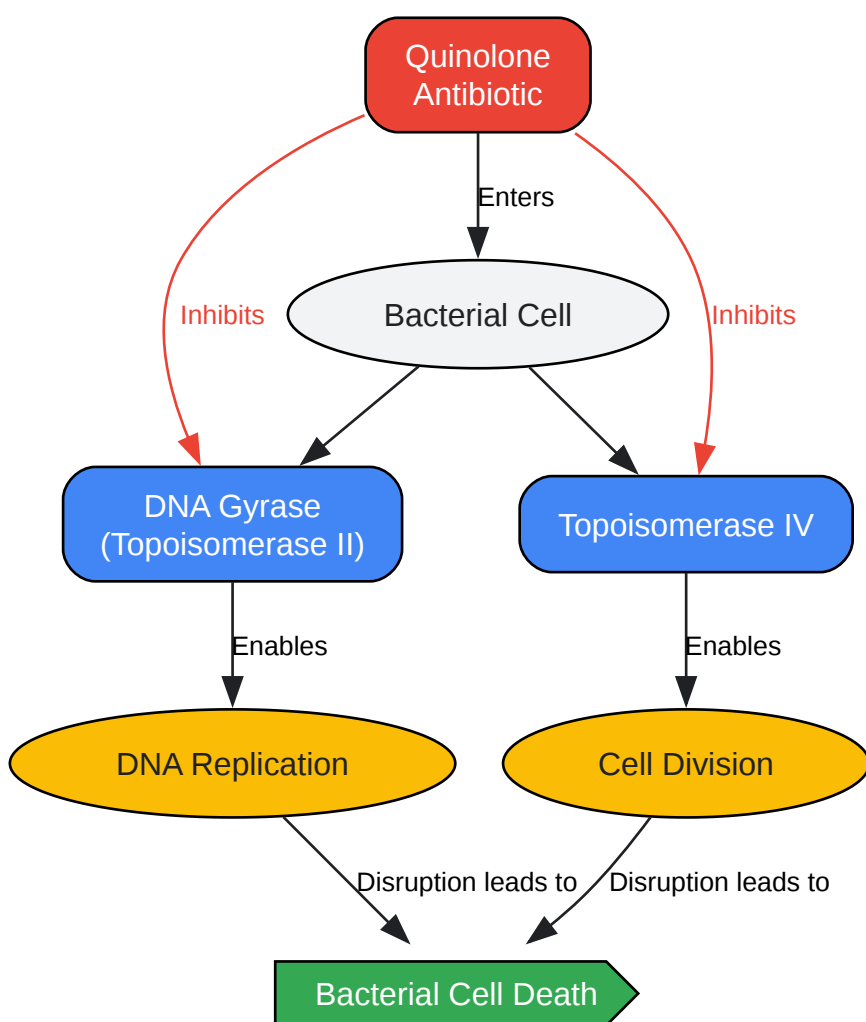 Quinolone
Antibiotic
Enters
Inhibits
Bacterial Cell
Inhibits
DNA Gyrase
(Topoisomerase II)
Topoisomerase IV
Enables
Enables
DNA Replication
Cell Division
Disruption leads to
Disruption leads to
Bacterial Cell Death